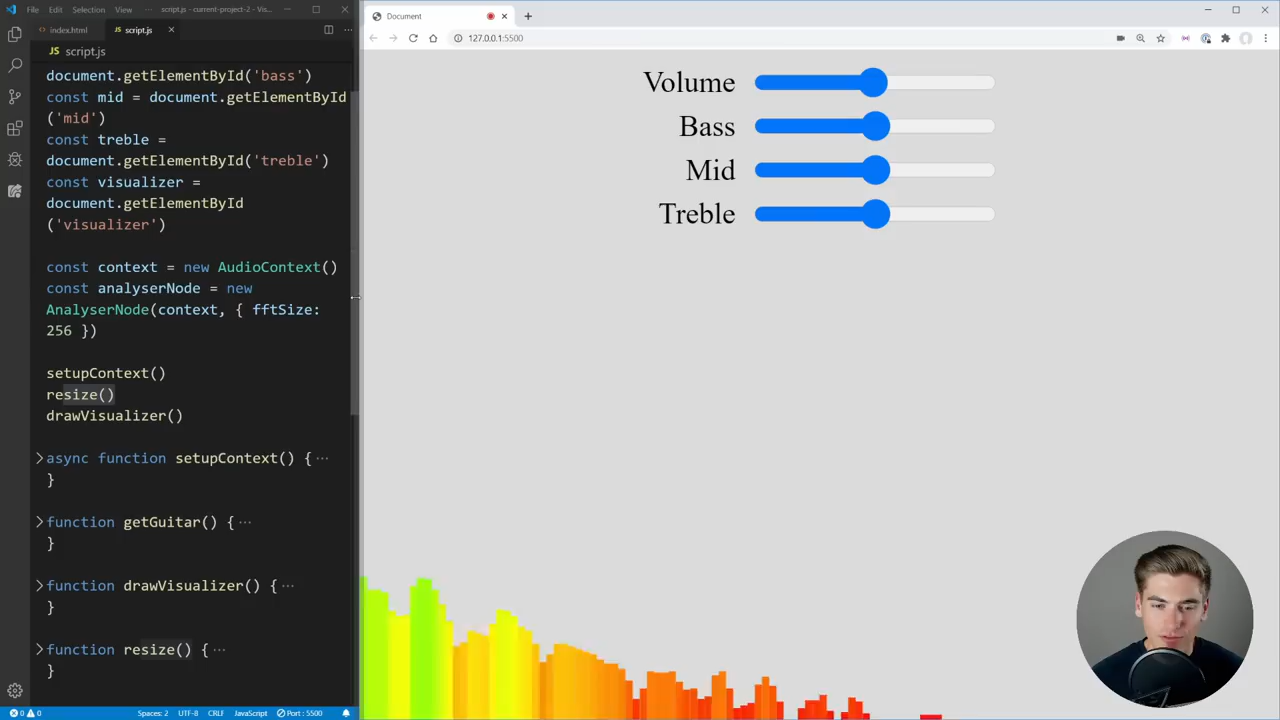 File Edit Selection View ··· script.js - current-project-2 - Vis...
index.html script.js
JS script.js
document.getElementById('bass')
const mid = document.getElementById
('mid')
const treble =
document.getElementById('treble')
const visualizer =
document.getElementById
('visualizer')
const context = new AudioContext()
const analyserNode = new
AnalyserNode(context, { fftSize:
256 })
setupContext()
resize()
drawVisualizer()
async function setupContext() {···
}
function getGuitar() {···
}
function drawVisualizer() {···
}
function resize() {···
}
0 0 Spaces: 2 UTF-8 CRLF JavaScript Port : 5500
Document
127.0.0.1:5500
Volume
Bass
Mid
Treble